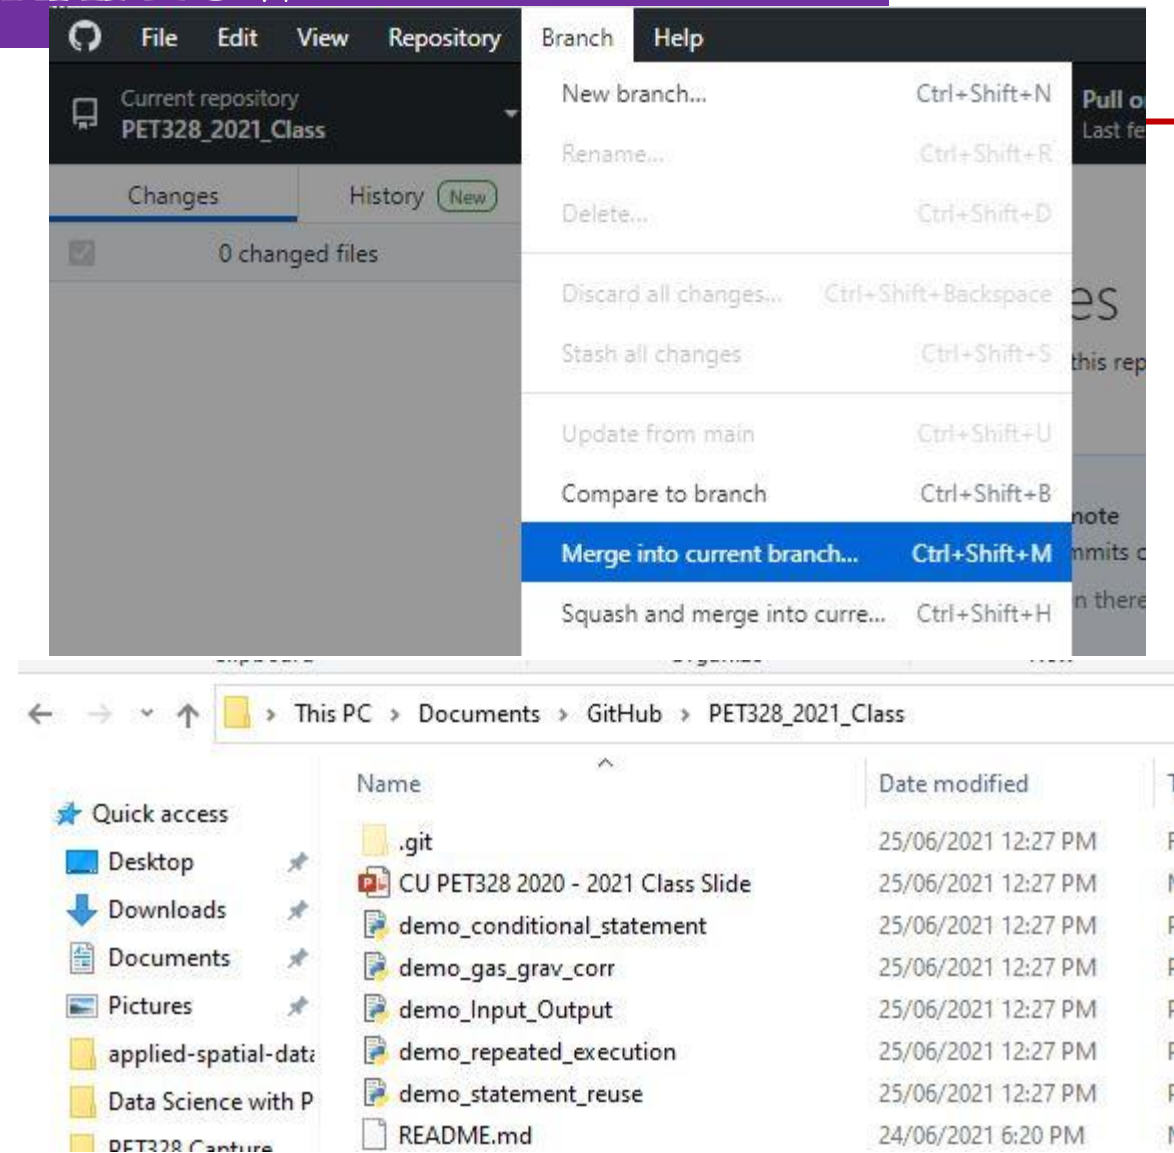 File Edit View Repository Branch Help
Current repository
PET328_2021_Class
Changes History New
0 changed files
New branch... Ctrl+Shift+N
Rename... Ctrl+Shift+R
Delete... Ctrl+Shift+D
Discard all changes... Ctrl+Shift+Backspace
Stash all changes Ctrl+Shift+S
Update from main Ctrl+Shift+U
Compare to branch Ctrl+Shift+B
Merge into current branch... Ctrl+Shift+M
Squash and merge into curre... Ctrl+Shift+H
Pull o
Last fe
es
this rep
mote
mmits o
n there
This PC > Documents > GitHub > PET328_2021_Class
Name Date modified
Quick access
Desktop
Downloads
Documents
Pictures
applied-spatial-data
Data Science with P
PET328 Capture
.git 25/06/2021 12:27 PM
CU PET328 2020 - 2021 Class Slide 25/06/2021 12:27 PM
demo_conditional_statement 25/06/2021 12:27 PM
demo_gas_grav_corr 25/06/2021 12:27 PM
demo_Input_Output 25/06/2021 12:27 PM
demo_repeated_execution 25/06/2021 12:27 PM
demo_statement_reuse 25/06/2021 12:27 PM
README.md 24/06/2021 6:20 PM